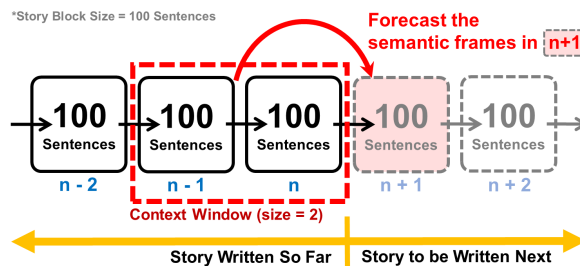 *Story Block Size = 100 Sentences
Forecast the
semantic frames in n+1
100 100 100 100 100
Sentences Sentences Sentences Sentences Sentences
n - 2 n - 1 n n + 1 n + 2
Context Window (size = 2)
Story Written So Far Story to be Written Next